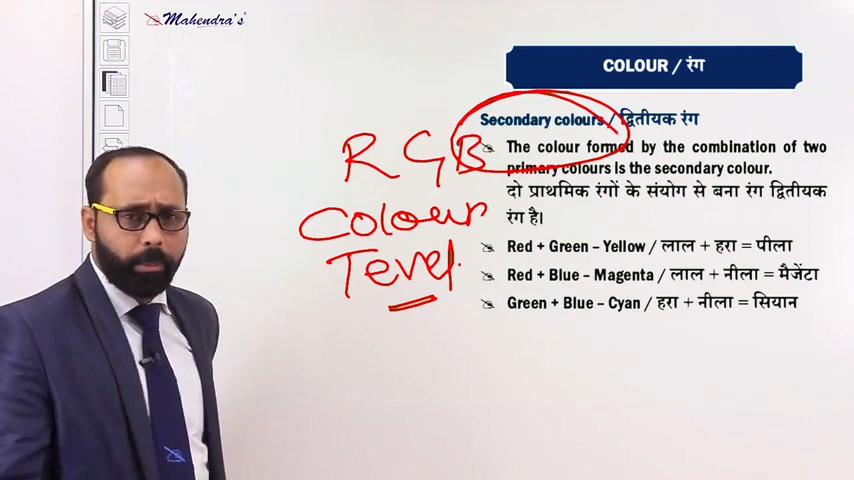 Mahendra's
COLOUR / रंग
Secondary colours / द्वितीयक रंग
The colour formed by the combination of two
primary colours is the secondary colour.
दो प्राथमिक रंगों के संयोग से बना रंग द्वितीयक
रंग है।
Red + Green – Yellow / लाल + हरा = पीला
Red + Blue – Magenta / लाल + नीला = मैजेंटा
Green + Blue – Cyan / हरा + नीला = सियान
RGB
Colour